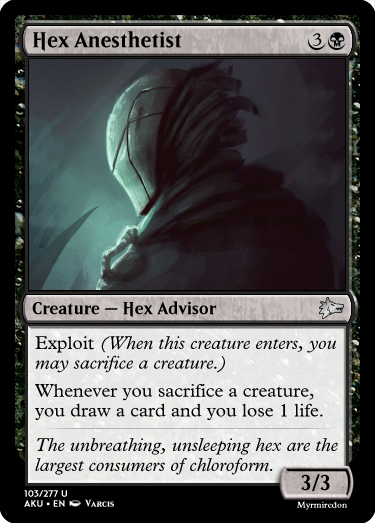 Hex Anesthetist 3
Creature — Hex Advisor
Exploit (When this creature enters, you
may sacrifice a creature.)
Whenever you sacrifice a creature,
you draw a card and you lose 1 life.
The unbreathing, unsleeping hex are the
largest consumers of chloroform.
3/3
103/277 U
AKU • EN Varcis
Myrmiredon